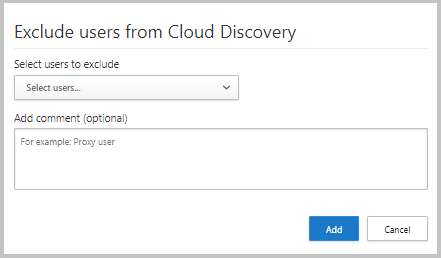 Exclude users from Cloud Discovery
Select users to exclude
Select users...
Add comment (optional)
For example: Proxy user
Add
Cancel